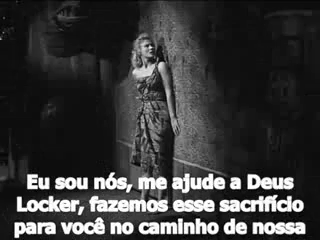 Eu sou nós, me ajude a Deus
Locker, fazemos esse sacrifício
para você no caminho de nossa